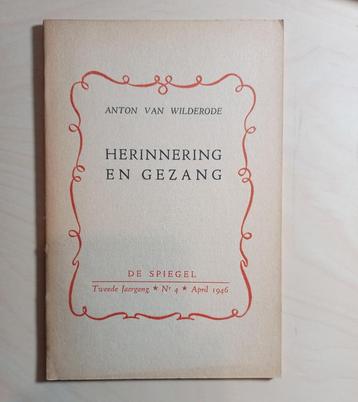 ANTON VAN WILDERODE
HERINNERING
EN GEZANG
DE SPIEGEL
Tweede Jaargang ★ Nr 4 ★ April 1946